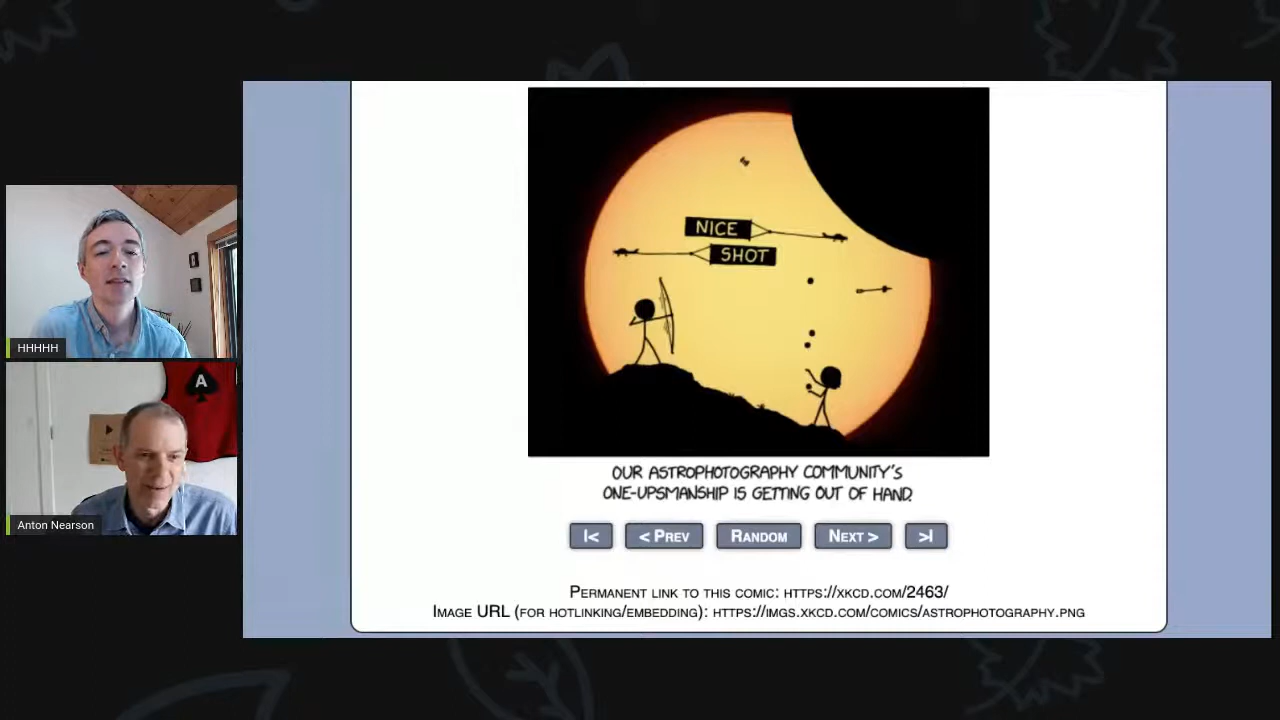 NICE
SHOT
OUR ASTROPHOTOGRAPHY COMMUNITY'S
ONE-UPSMANSHIP IS GETTING OUT OF HAND.
|< < PREV RANDOM NEXT > >|
PERMANENT LINK TO THIS COMIC: HTTPS://XKCD.COM/2463/
IMAGE URL (FOR HOTLINKING/EMBEDDING): HTTPS://IMGS.XKCD.COM/COMICS/ASTROPHOTOGRAPHY.PNG
HHHHH
A
Anton Nearson